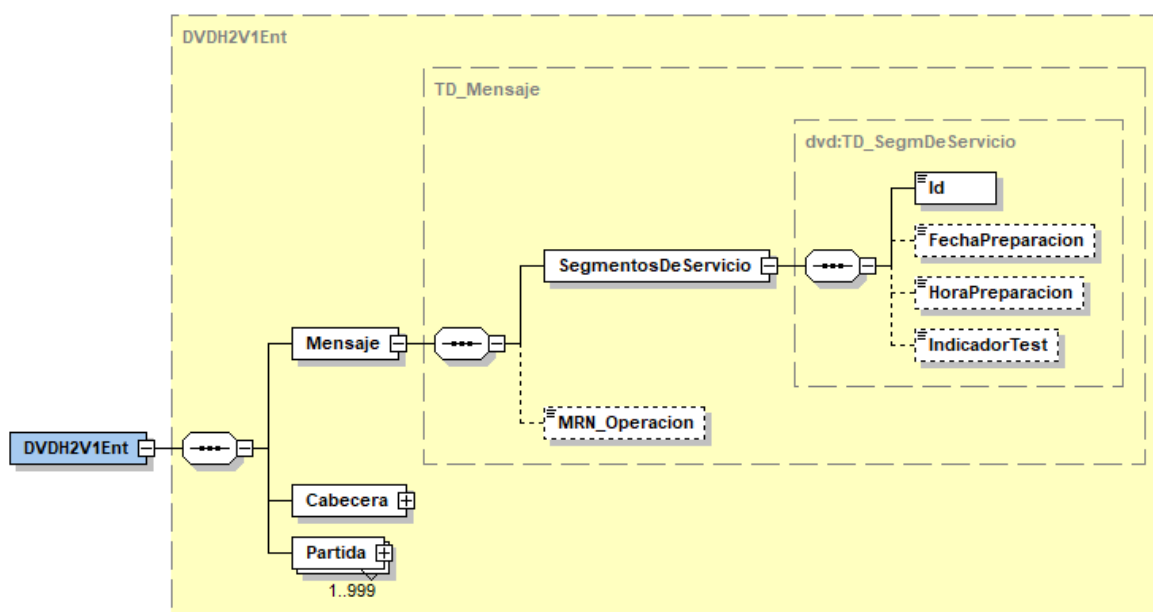 DVDH2V1Ent
TD_Mensaje
dvd:TD_SegmDeServicio
Id
FechaPreparacion
SegmentosDeServicio
HoraPreparacion
Mensaje
IndicadorTest
MRN_Operacion
DVDH2V1Ent
Cabecera
Partida
1..999